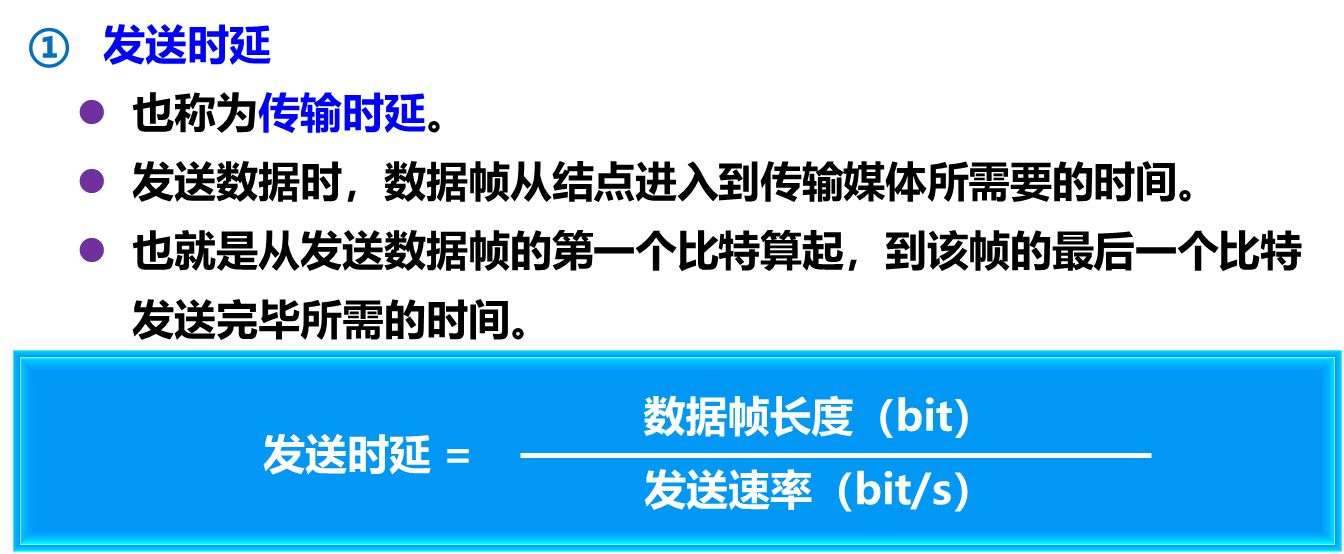 ① 发送时延
● 也称为传输时延。
● 发送数据时，数据帧从结点进入到传输媒体所需要的时间。
● 也就是从发送数据帧的第一个比特算起，到该帧的最后一个比特
发送完毕所需的时间。
数据帧长度（bit）
发送时延 =
发送速率（bit/s）